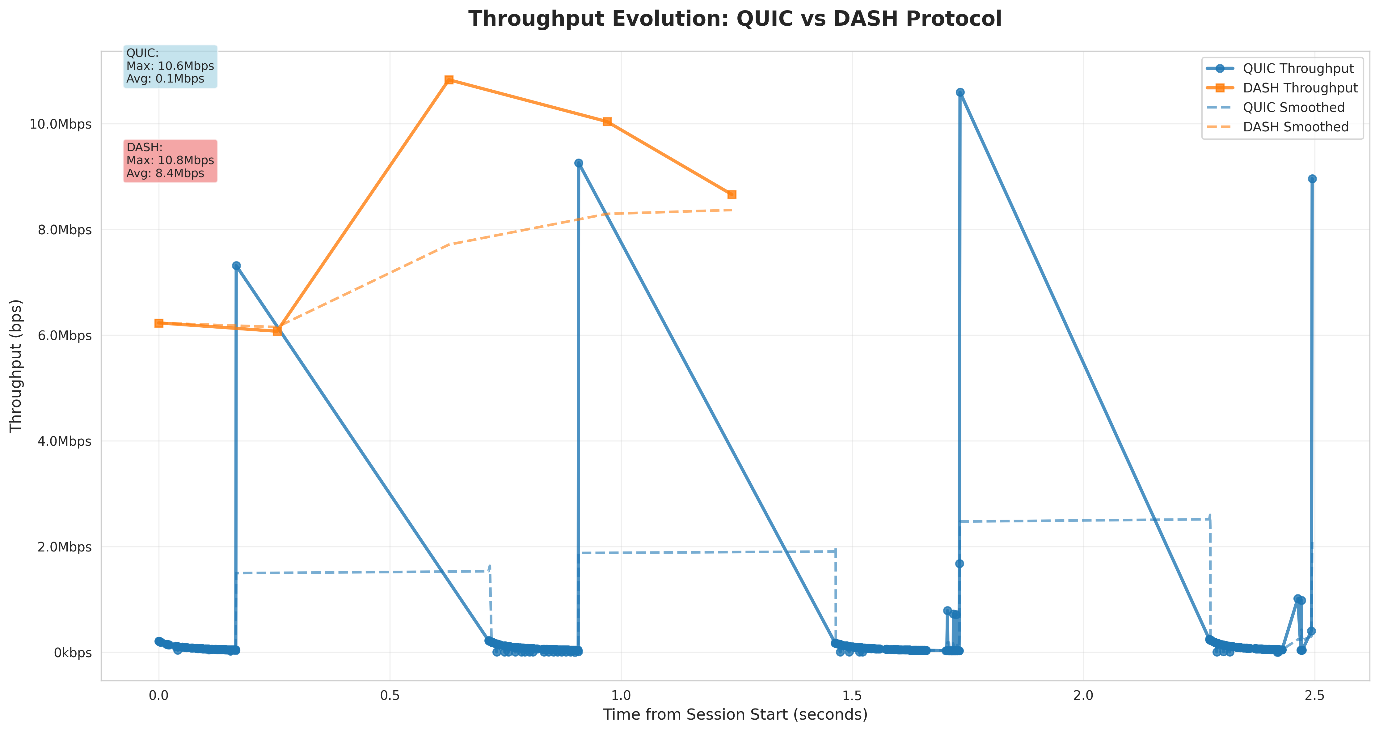 Throughput Evolution: QUIC vs DASH Protocol
QUIC:
Max: 10.6Mbps
Avg: 0.1Mbps
DASH:
Max: 10.8Mbps
Avg: 8.4Mbps
QUIC Throughput
DASH Throughput
QUIC Smoothed
DASH Smoothed
Throughput (bps)
10.0Mbps
8.0Mbps
6.0Mbps
4.0Mbps
2.0Mbps
0kbps
0.0
0.5
1.0
1.5
2.0
2.5
Time from Session Start (seconds)